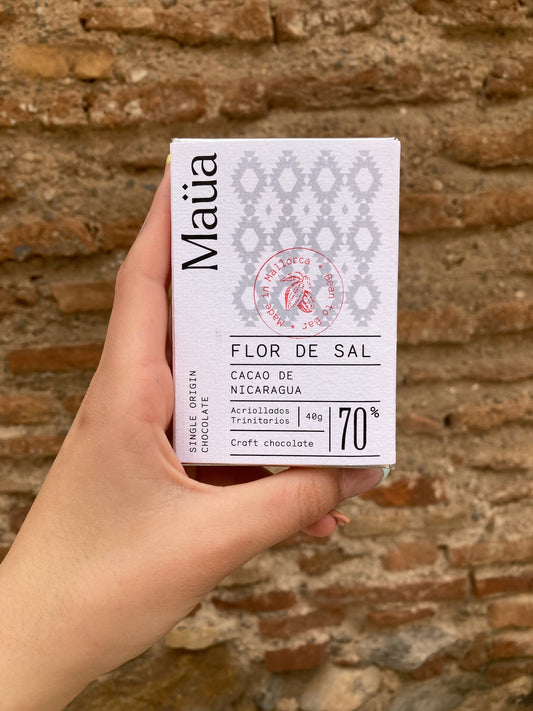 Maüa
Made in Mallorca • Bean to Bar •
FLOR DE SAL
CACAO DE
NICARAGUA
Acriollados
Trinitarios
40g
70%
Craft chocolate
SINGLE ORIGIN
CHOCOLATE